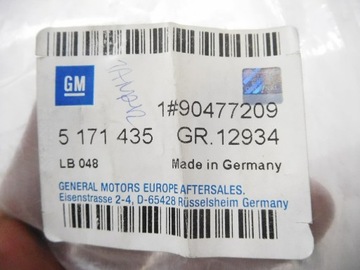 GM
1#90477209
5 171 435 GR.12934
LB 048 Made in Germany
GENERAL MOTORS EUROPE AFTERSALES.
Eisenstrasse 2-4, D-65428 Rüsselsheim Germany